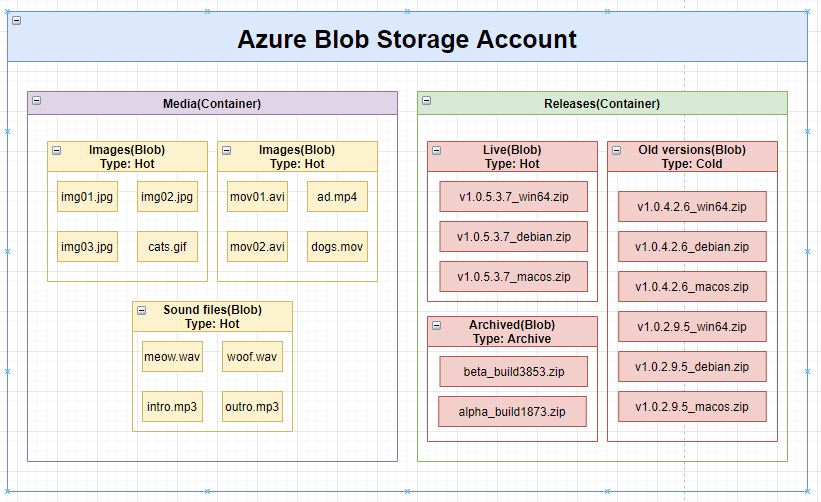 Azure Blob Storage Account
Media(Container)
Images(Blob)
Type: Hot
img01.jpg
img02.jpg
img03.jpg
cats.gif
Images(Blob)
Type: Hot
mov01.avi
ad.mp4
mov02.avi
dogs.mov
Sound files(Blob)
Type: Hot
meow.wav
woof.wav
intro.mp3
outro.mp3
Releases(Container)
Live(Blob)
Type: Hot
v1.0.5.3.7_win64.zip
v1.0.5.3.7_debian.zip
v1.0.5.3.7_macos.zip
Archived(Blob)
Type: Archive
beta_build3853.zip
alpha_build1873.zip
Old versions(Blob)
Type: Cold
v1.0.4.2.6_win64.zip
v1.0.4.2.6_debian.zip
v1.0.4.2.6_macos.zip
v1.0.2.9.5_win64.zip
v1.0.2.9.5_debian.zip
v1.0.2.9.5_macos.zip